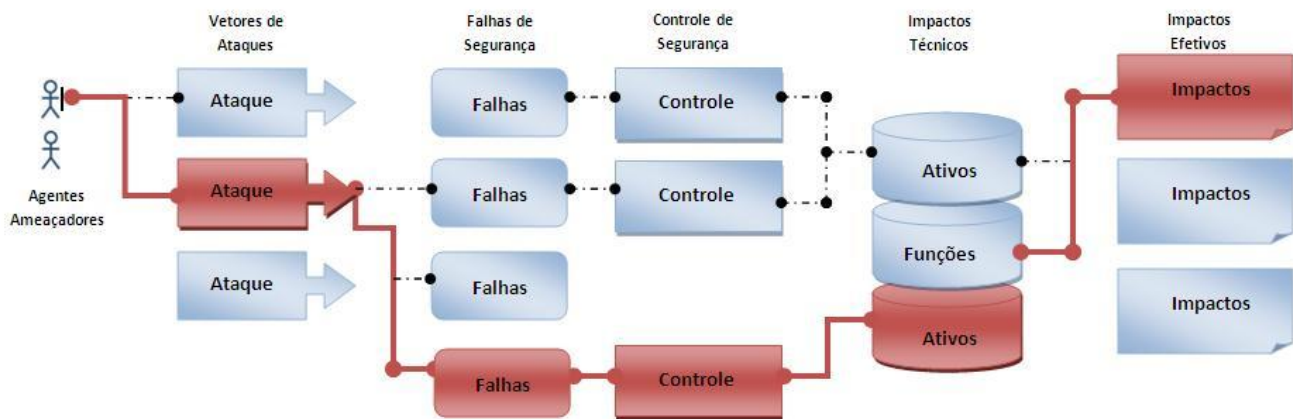 Vetores de
Ataques
Falhas de
Segurança
Controle de
Segurança
Impactos
Técnicos
Impactos
Efetivos
Agentes
Ameaçadores
Ataque
Ataque
Ataque
Falhas
Falhas
Falhas
Falhas
Controle
Controle
Controle
Ativos
Funções
Ativos
Impactos
Impactos
Impactos